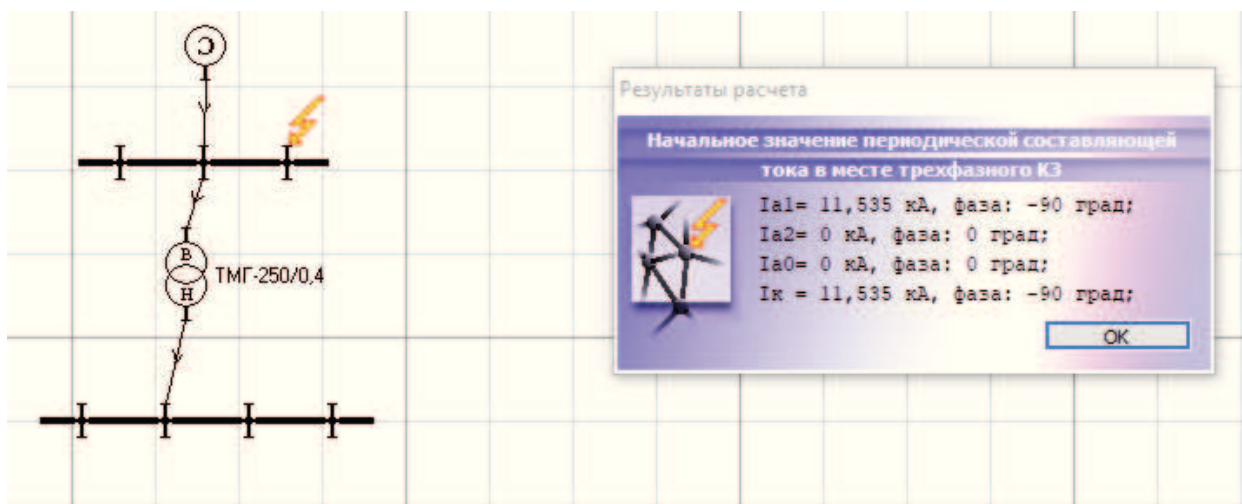 С
В
Н
ТМГ-250/0,4
Результаты расчета
Начальное значение периодической составляющей
тока в месте трехфазного КЗ
Ia1= 11,535 кА, фаза: -90 град;
Ia2= 0 кА, фаза: 0 град;
Ia0= 0 кА, фаза: 0 град;
Iк = 11,535 кА, фаза: -90 град;
OK